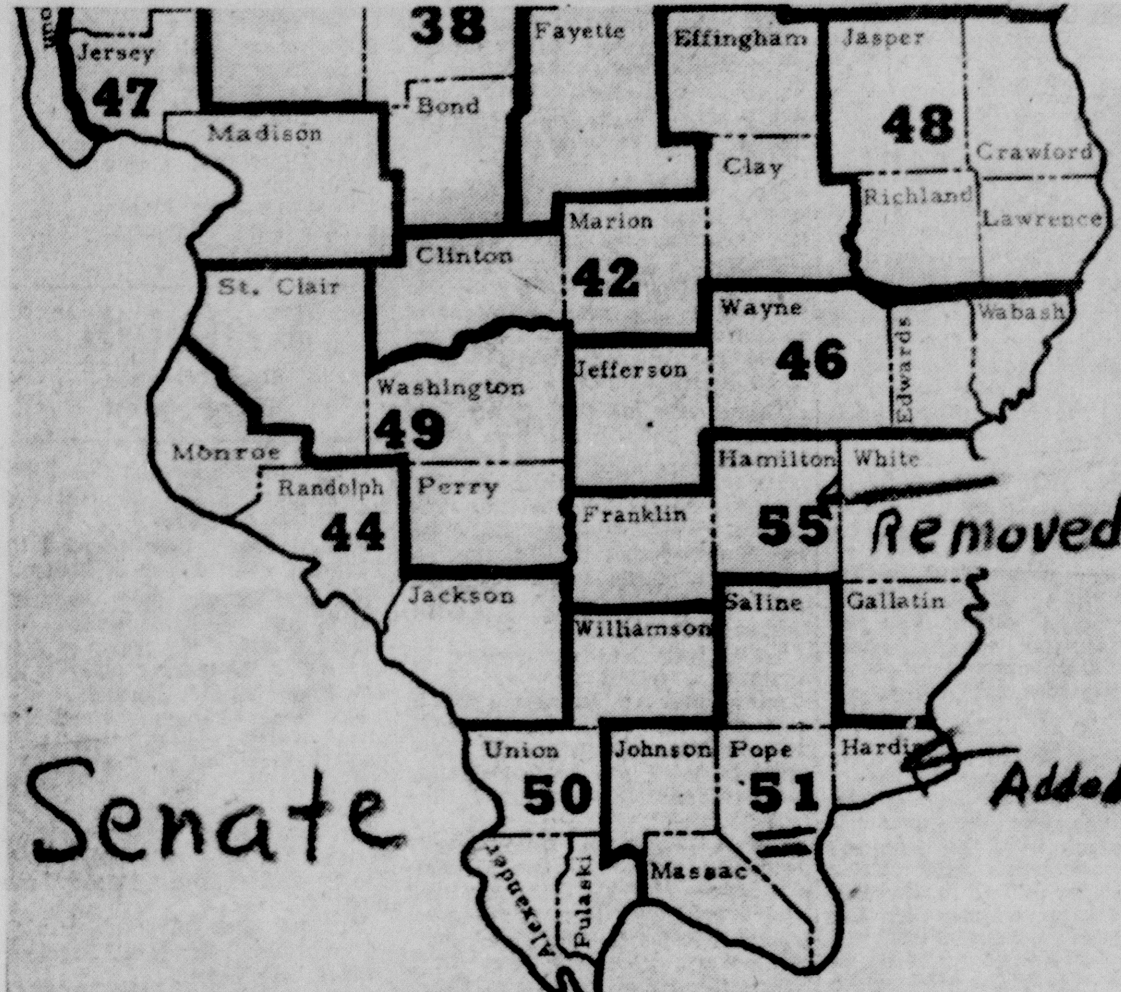 38
Fayette
Effingham
Jasper
Jersey
47
Bond
Madison
48
Crawford
Clay
Richland
Lawrence
Marion
Clinton
42
St. Clair
Wayne
Wabash
Edwards
46
Jefferson
Washington
49
Monroe
Hamilton
White
Randolph
Perry
Franklin
44
55
Removed
Jackson
Saline
Gallatin
Williamson
Union
Johnson
Pope
Hardin
50
51
Added
Senate
Massac
Alexander
Pulaski